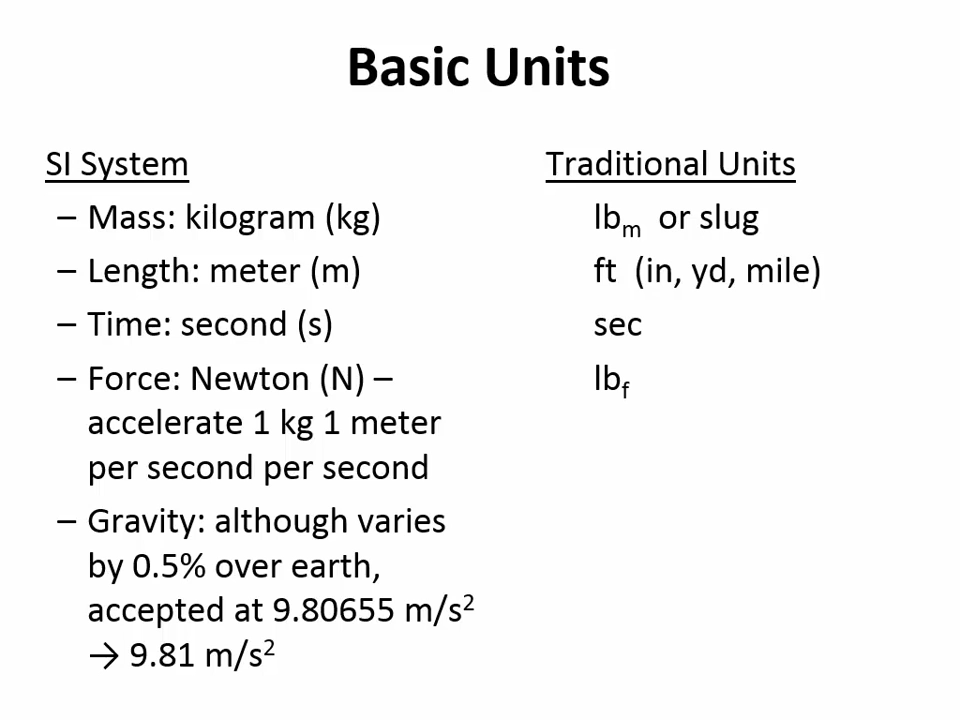 Basic Units
SI System
– Mass: kilogram (kg)
– Length: meter (m)
– Time: second (s)
– Force: Newton (N) –
accelerate 1 kg 1 meter
per second per second
– Gravity: although varies
by 0.5% over earth,
accepted at 9.80655 m/s²
→ 9.81 m/s²
Traditional Units
lbₘ or slug
ft (in, yd, mile)
sec
lb_f